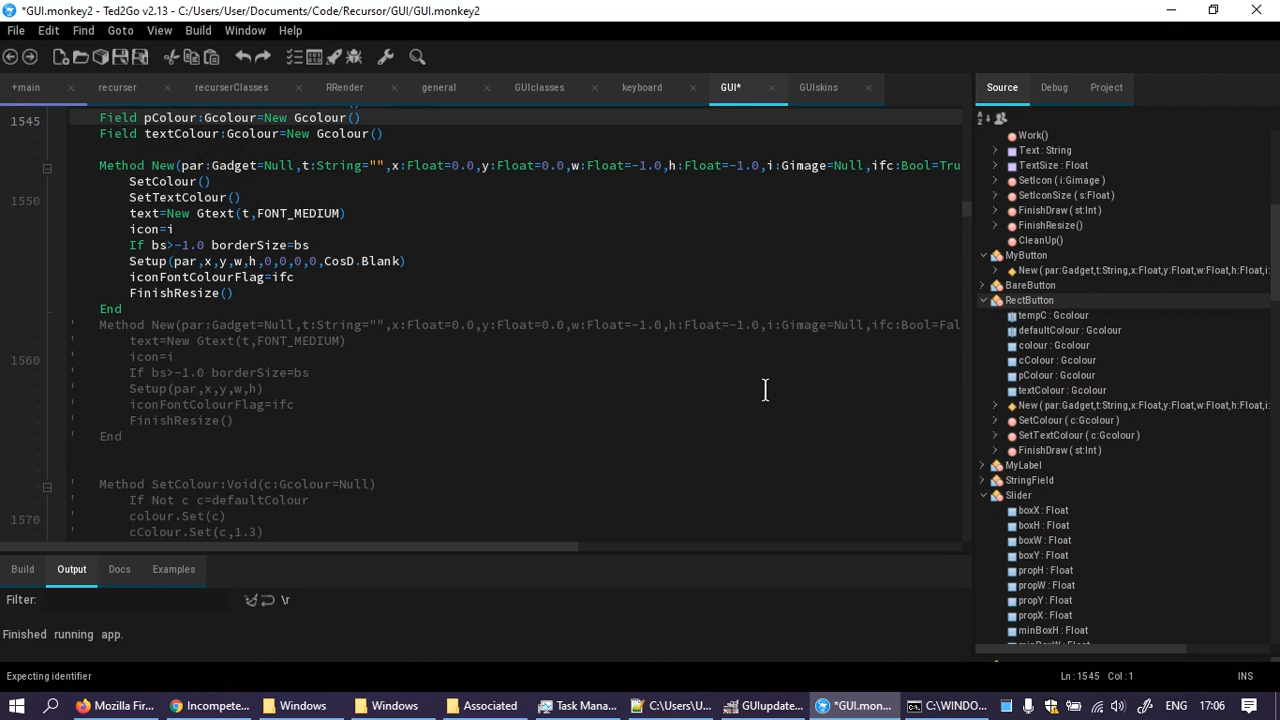 *GUI.monkey2* - Ted2Go v2.13 - C:/Users/User/Documents/Code/Recursor/GUI/GUI.monkey2
File Edit Find Goto View Build Window Help
+main recurser recurserClasses RRender general GUIclasses keyboard GUI* GUIskins
Source Debug Project
1545 Field pColour:Gcolour=New Gcolour()
Field textColour:Gcolour=New Gcolour()
Method New(par:Gadget=Null,t:String="",x:Float=0.0,y:Float=0.0,w:Float=-1.0,h:Float=-1.0,i:Gimage=Null,ifc:Bool=Tru
SetColour()
1550 SetTextColour()
text=New Gtext(t,FONT_MEDIUM)
icon=i
If bs>-1.0 borderSize=bs
Setup(par,x,y,w,h,0,0,0,0,CosD.Blank)
iconFontColourFlag=ifc
FinishResize()
End
' Method New(par:Gadget=Null,t:String="",x:Float=0.0,y:Float=0.0,w:Float=-1.0,h:Float=-1.0,i:Gimage=Null,ifc:Bool=Fal
' text=New Gtext(t,FONT_MEDIUM)
1560 ' icon=i
' If bs>-1.0 borderSize=bs
' Setup(par,x,y,w,h)
' iconFontColourFlag=ifc
' FinishResize()
' End
'
'
' Method SetColour:Void(c:Gcolour=Null)
' If Not c c=defaultColour
1570 ' colour.Set(c)
' cColour.Set(c,1.3)
Work()
Text : String
TextSize : Float
SetIcon ( i:Gimage )
SetIconSize ( s:Float )
FinishDraw ( st:Int )
FinishResize()
CleanUp()
MyButton
New ( par:Gadget,t:String,x:Float,y:Float,w:Float,h:Float,i:
BareButton
RectButton
tempC : Gcolour
defaultColour : Gcolour
colour : Gcolour
cColour : Gcolour
pColour : Gcolour
textColour : Gcolour
New ( par:Gadget,t:String,x:Float,y:Float,w:Float,h:Float,i:
SetColour ( c:Gcolour )
SetTextColour ( c:Gcolour )
FinishDraw ( st:Int )
MyLabel
StringField
Slider
boxX : Float
boxH : Float
boxW : Float
boxY : Float
propH : Float
propW : Float
propY : Float
propX : Float
minBoxH : Float
Build Output Docs Examples
Filter: \r
Finished running app.
Expecting identifier Ln:1545 Col:1 INS
Mozilla Fir... Incompete... Windows Windows Associated Task Mana... C:\Users\U... GUIupdate... *GUI.mon... C:\WINDO... 17:06